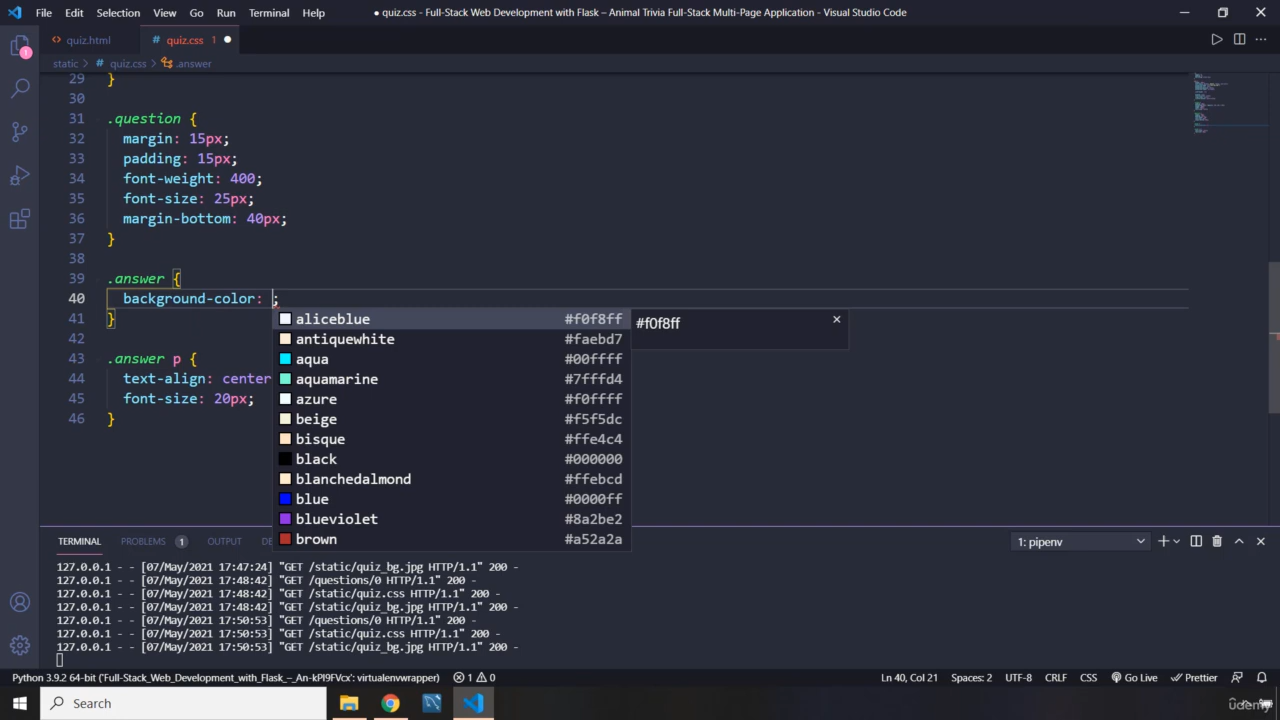 File Edit Selection View Go Run Terminal Help
● quiz.css - Full-Stack Web Development with Flask – Animal Trivia Full-Stack Multi-Page Application - Visual Studio Code
1
<> quiz.html
# quiz.css 1
static > # quiz.css > .answer
29 }
30
31 .question {
32 margin: 15px;
33 padding: 15px;
34 font-weight: 400;
35 font-size: 25px;
36 margin-bottom: 40px;
37 }
38
39 .answer {
40 background-color: ;
41 }
42
43 .answer p {
44 text-align: center
45 font-size: 20px;
46 }
aliceblue #f0f8ff
antiquewhite #faebd7
aqua #00ffff
aquamarine #7fffd4
azure #f0ffff
beige #f5f5dc
bisque #ffe4c4
black #000000
blanchedalmond #ffebcd
blue #0000ff
blueviolet #8a2be2
brown #a52a2a
#f0f8ff
TERMINAL PROBLEMS 1 OUTPUT DE
1: pipenv
127.0.0.1 - - [07/May/2021 17:47:24] "GET /static/quiz_bg.jpg HTTP/1.1" 200 -
127.0.0.1 - - [07/May/2021 17:48:42] "GET /questions/0 HTTP/1.1" 200 -
127.0.0.1 - - [07/May/2021 17:48:42] "GET /static/quiz.css HTTP/1.1" 200 -
127.0.0.1 - - [07/May/2021 17:48:42] "GET /static/quiz_bg.jpg HTTP/1.1" 200 -
127.0.0.1 - - [07/May/2021 17:50:53] "GET /questions/0 HTTP/1.1" 200 -
127.0.0.1 - - [07/May/2021 17:50:53] "GET /static/quiz.css HTTP/1.1" 200 -
127.0.0.1 - - [07/May/2021 17:50:53] "GET /static/quiz_bg.jpg HTTP/1.1" 200 -
Python 3.9.2 64-bit ('Full-Stack_Web_Development_with_Flask_–_An-kPI9FVcx': virtualenvwrapper) 1 0
Ln 40, Col 21 Spaces: 2 UTF-8 CRLF CSS Go Live Prettier
Search
udemy